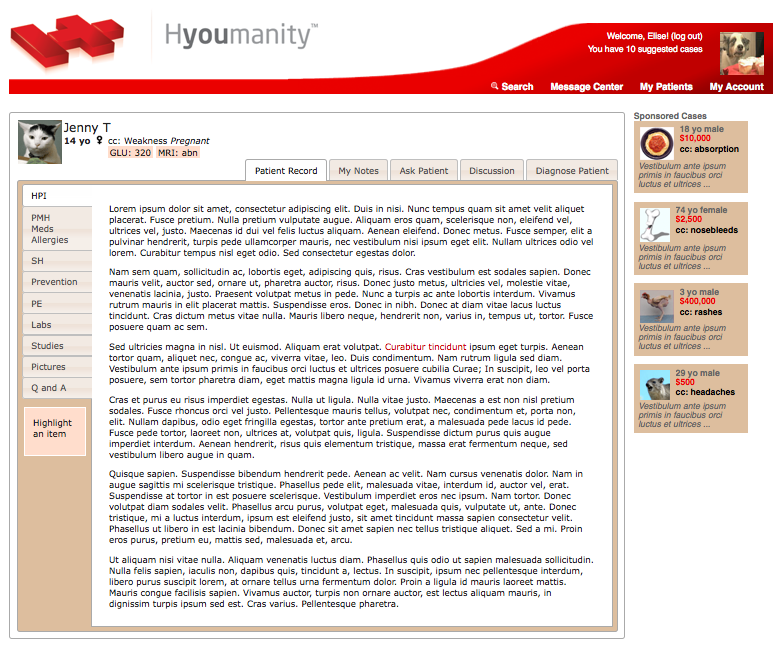 Hyoumanity™
Welcome, Elise! (log out)
You have 10 suggested cases
Search Message Center My Patients My Account
Jenny T
14 yo ♀ cc: Weakness Pregnant
GLU: 320 MRI: abn
Patient Record My Notes Ask Patient Discussion Diagnose Patient
HPI
PMH
Meds
Allergies
SH
Prevention
PE
Labs
Studies
Pictures
Q and A
Highlight
an item
Lorem ipsum dolor sit amet, consectetur adipiscing elit. Duis in nisi. Nunc tempus quam sit amet velit aliquet
placerat. Fusce pretium. Nulla pretium vulputate augue. Aliquam eros quam, scelerisque non, eleifend vel,
ultrices vel, justo. Maecenas id dui vel felis luctus aliquam. Aenean eleifend. Donec metus. Fusce semper, elit a
pulvinar hendrerit, turpis pede ullamcorper mauris, nec vestibulum nisi ipsum eget elit. Nullam ultrices odio vel
lorem. Curabitur tempus nisl eget odio. Sed consectetur egestas dolor.
Nam sem quam, sollicitudin ac, lobortis eget, adipiscing quis, risus. Cras vestibulum est sodales sapien. Donec
mauris velit, auctor sed, ornare ut, pharetra auctor, risus. Donec justo metus, ultricies vel, molestie vitae,
venenatis lacinia, justo. Praesent volutpat metus in pede. Nunc a turpis ac ante lobortis interdum. Vivamus
rutrum mauris in elit placerat mattis. Suspendisse eros. Donec in nibh. Donec at diam vitae lacus luctus
tincidunt. Cras dictum metus vitae nulla. Mauris libero neque, hendrerit non, varius in, tempus ut, tortor. Fusce
posuere quam ac sem.
Sed ultricies magna in nisl. Ut euismod. Aliquam erat volutpat. Curabitur tincidunt ipsum eget turpis. Aenean
tortor quam, aliquet nec, congue ac, viverra vitae, leo. Duis condimentum. Nam rutrum ligula sed diam.
Vestibulum ante ipsum primis in faucibus orci luctus et ultrices posuere cubilia Curae; In suscipit, leo vel porta
posuere, sem tortor pharetra diam, eget mattis magna ligula id urna. Vivamus viverra erat non diam.
Cras et purus eu risus imperdiet egestas. Nulla ut ligula. Nulla vitae justo. Maecenas a est non nisl pretium
sodales. Fusce rhoncus orci vel justo. Pellentesque mauris tellus, volutpat nec, condimentum et, porta non,
elit. Nullam dapibus, odio eget fringilla egestas, tortor ante pretium erat, a malesuada pede lacus id pede.
Fusce pede tortor, laoreet non, ultrices at, volutpat quis, ligula. Suspendisse dictum purus quis augue
imperdiet interdum. Aenean hendrerit, risus quis elementum tristique, massa erat fermentum neque, sed
vestibulum libero augue in quam.
Quisque sapien. Suspendisse bibendum hendrerit pede. Aenean ac velit. Nam cursus venenatis dolor. Nam in
augue sagittis mi scelerisque tristique. Phasellus pede elit, malesuada vitae, interdum id, auctor vel, erat.
Suspendisse at tortor in est posuere scelerisque. Vestibulum imperdiet eros nec ipsum. Nam tortor. Donec
volutpat diam sodales velit. Phasellus arcu purus, volutpat eget, malesuada quis, vulputate ut, ante. Donec
tristique, mi a luctus interdum, ipsum est eleifend justo, sit amet tincidunt massa sapien consectetur velit.
Phasellus ut libero in est lacinia bibendum. Donec sit amet sapien nec tellus tristique aliquet. Sed a mi. Proin
eros purus, pretium eu, mattis sed, malesuada et, arcu.
Ut aliquam nisi vitae nulla. Aliquam venenatis luctus diam. Phasellus quis odio ut sapien malesuada sollicitudin.
Nulla felis sapien, iaculis non, dapibus quis, tincidunt a, lectus. In suscipit, ipsum nec pellentesque interdum,
libero purus suscipit lorem, at ornare tellus urna fermentum dolor. Proin a ligula id mauris laoreet mattis.
Mauris congue facilisis sapien. Vivamus auctor, turpis non ornare auctor, est lectus aliquam mauris, in
dignissim turpis ipsum sed est. Cras varius. Pellentesque pharetra.
Sponsored Cases
18 yo male
$10,000
cc: absorption
Vestibulum ante ipsum
primis in faucibus orci
luctus et ultrices ...
74 yo female
$2,500
cc: nosebleeds
Vestibulum ante ipsum
primis in faucibus orci
luctus et ultrices ...
3 yo male
$400,000
cc: rashes
Vestibulum ante ipsum
primis in faucibus orci
luctus et ultrices ...
29 yo male
$500
cc: headaches
Vestibulum ante ipsum
primis in faucibus orci
luctus et ultrices ...